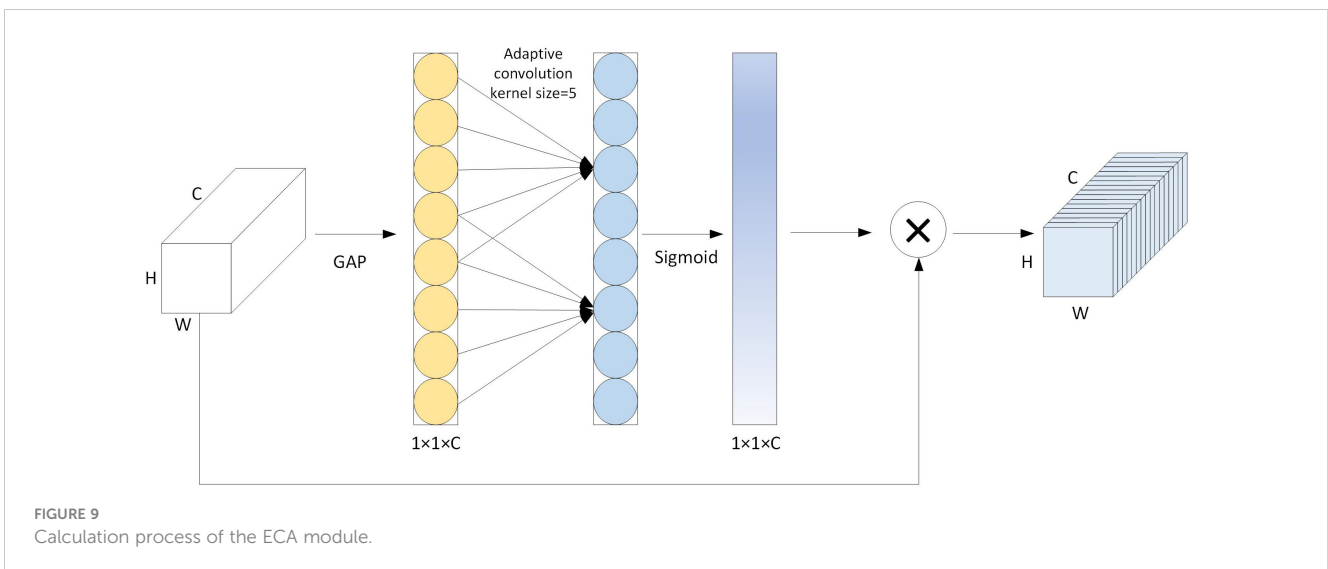 Adaptive
convolution
kernel size=5
C
H
W
GAP
1×1×C
Sigmoid
1×1×C
C
H
W
FIGURE 9
Calculation process of the ECA module.